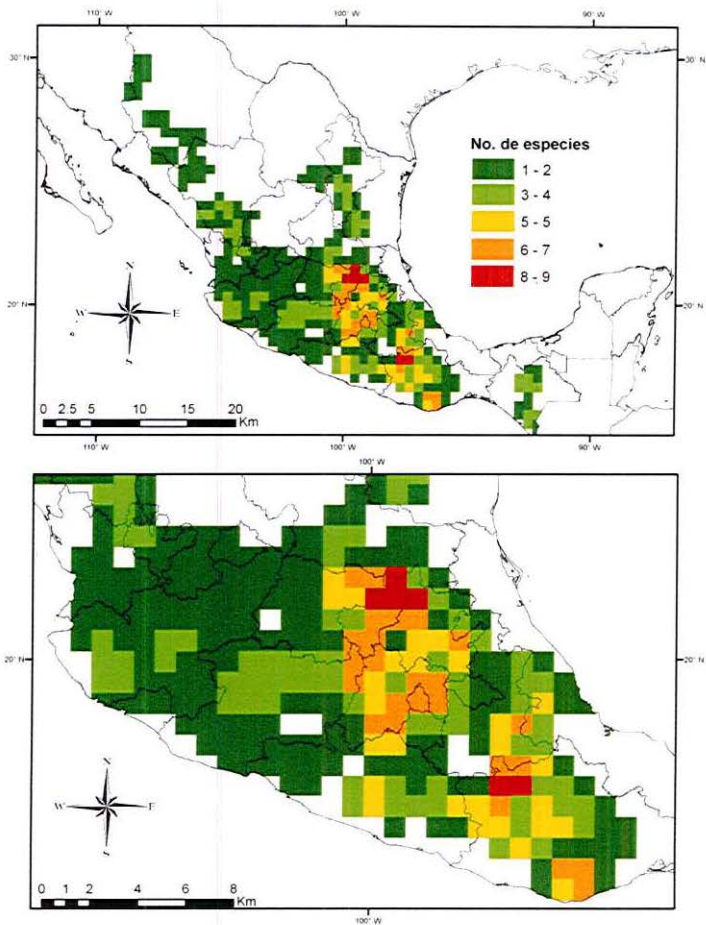 110° W 100° W 90° W
30° N 30° N
No. de especies
1 - 2
3 - 4
5 - 5
6 - 7
8 - 9
N
20° N 20° N
W E
S
0 2.5 5 10 15 20
Km
110° W 100° W 90° W
100° W
20° N 20° N
N
W E
S
0 1 2 4 6 8
Km
100° W